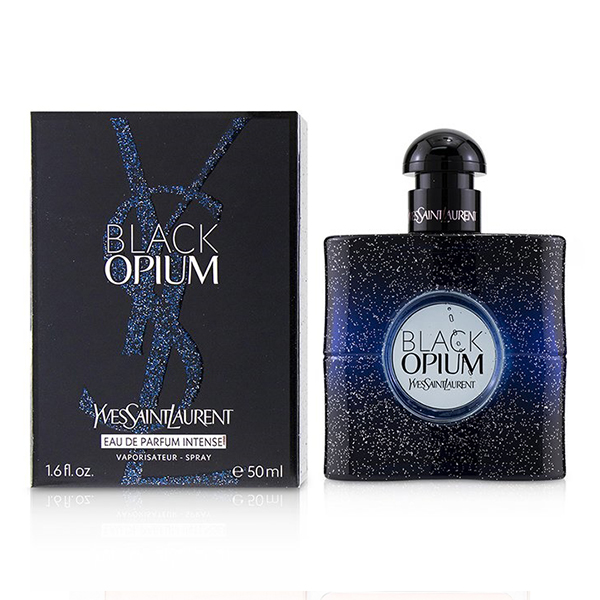 BLACK
OPIUM
YVESSAINTLAURENT
EAU DE PARFUM INTENSE
VAPORISATEUR - SPRAY
1.6 fl. oz. ℮ 50 ml
YVESSAINTLAURENT
BLACK
OPIUM
YVESSAINTLAURENT